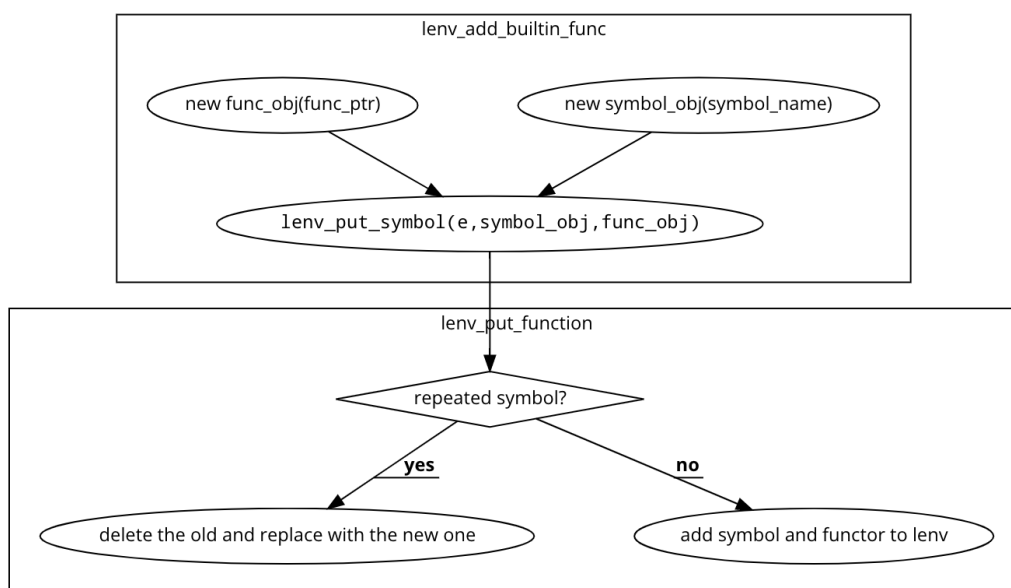 lenv_add_builtin_func
new func_obj(func_ptr)
new symbol_obj(symbol_name)
lenv_put_symbol(e,symbol_obj,func_obj)
lenv_put_function
repeated symbol?
yes
no
delete the old and replace with the new one
add symbol and functor to lenv